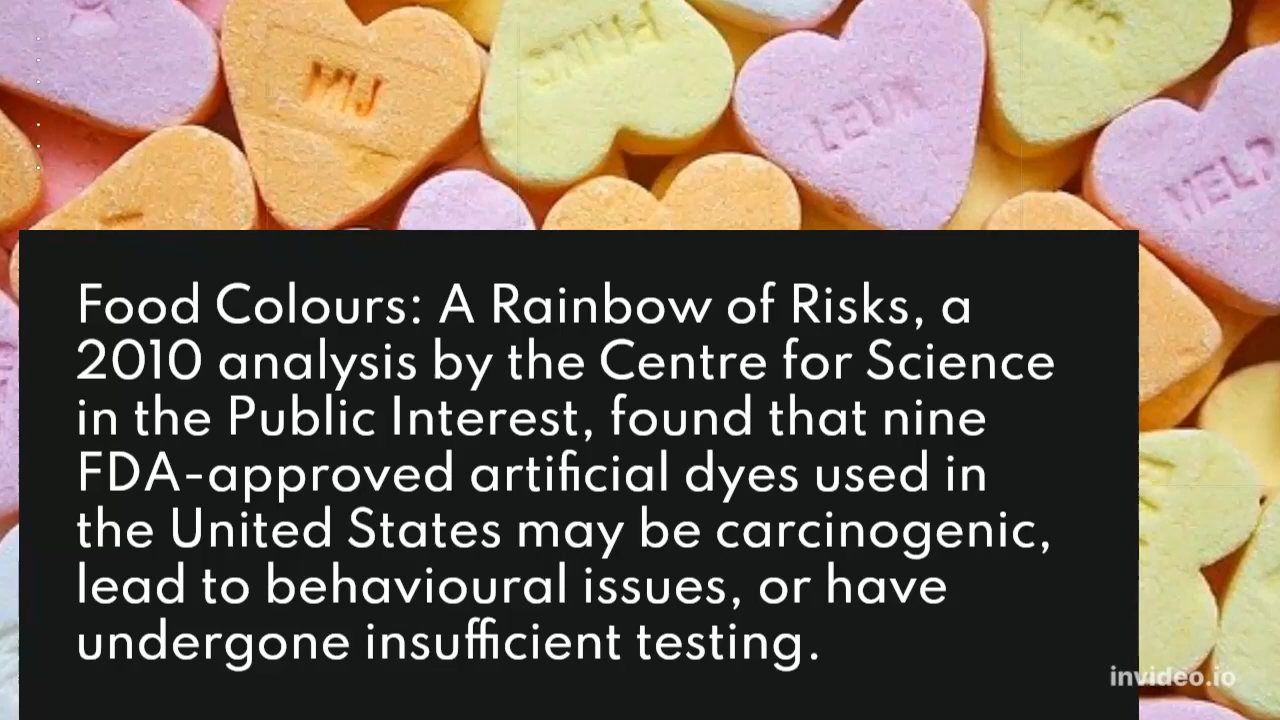 Food Colours: A Rainbow of Risks, a
2010 analysis by the Centre for Science
in the Public Interest, found that nine
FDA-approved artificial dyes used in
the United States may be carcinogenic,
lead to behavioural issues, or have
undergone insufficient testing.
invideo.io